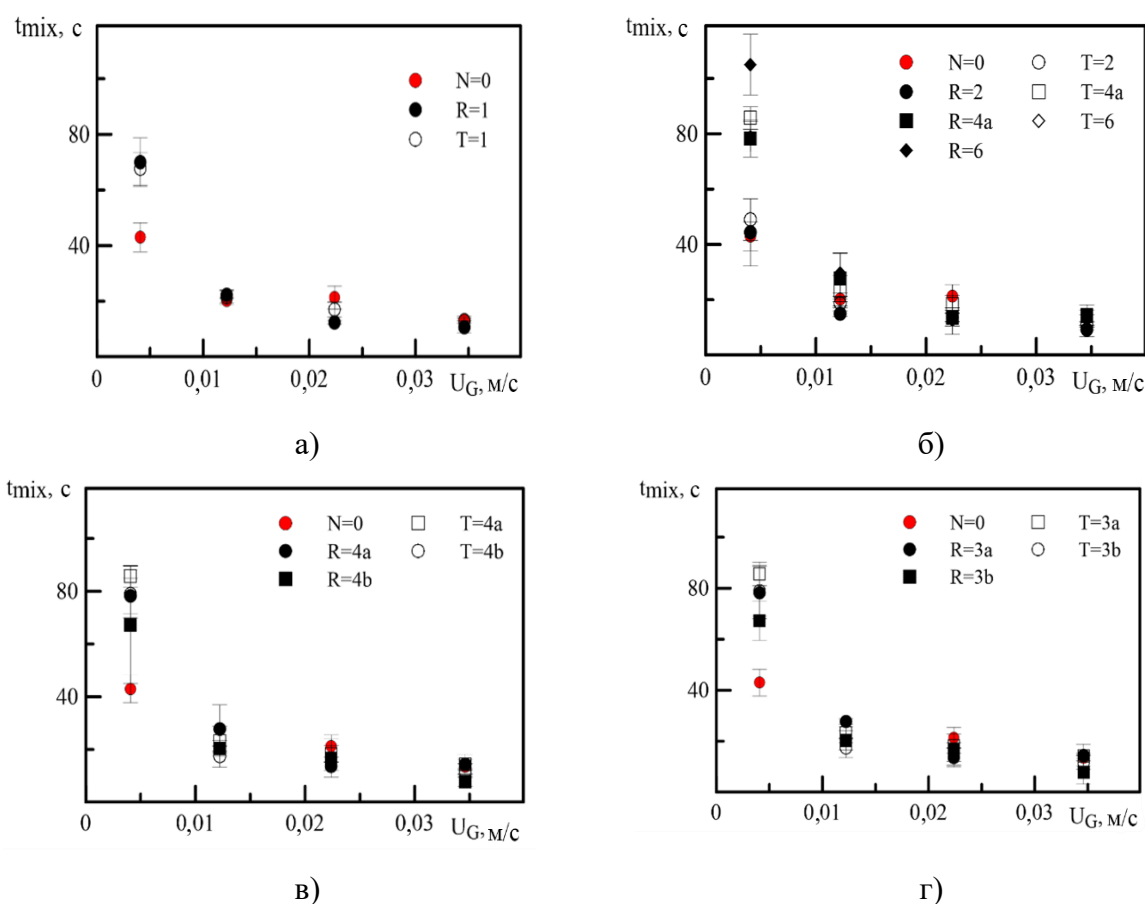 tmix, с
N=0
R=1
T=1
80
40
0
0,01
0,02
0,03
UG, м/с
а)
tmix, с
N=0
T=2
R=2
T=4a
R=4a
T=6
R=6
80
40
0
0,01
0,02
0,03
UG, м/с
б)
tmix, с
N=0
T=4a
R=4a
T=4b
R=4b
80
40
0
0,01
0,02
0,03
UG, м/с
в)
tmix, с
N=0
T=3a
R=3a
T=3b
R=3b
80
40
0
0,01
0,02
0,03
UG, м/с
г)